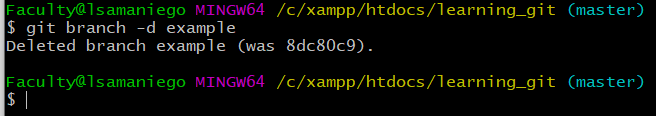 Faculty@lsamaniego MINGW64 /c/xampp/htdocs/learning_git (master)
$ git branch -d example
Deleted branch example (was 8dc80c9).
Faculty@lsamaniego MINGW64 /c/xampp/htdocs/learning_git (master)
$